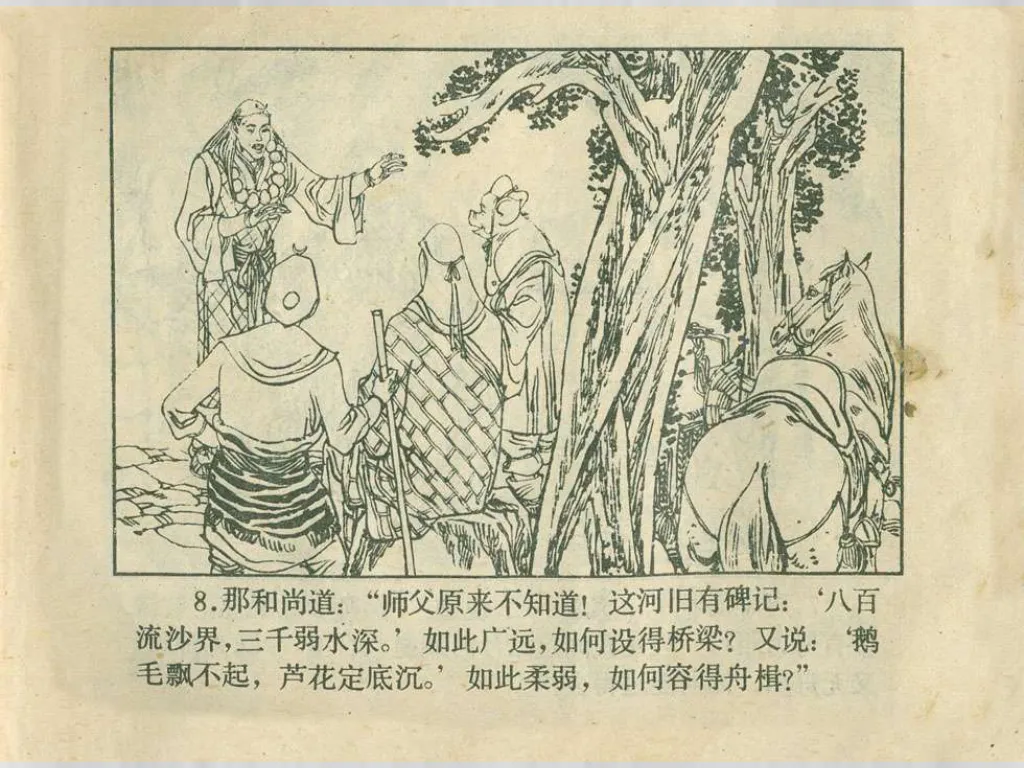 8.那和尚道：“师父原来不知道！这河旧有碑记：‘八百
流沙界，三千弱水深。’如此广远，如何设得桥梁？又说：‘鹅
毛飘不起，芦花定底沉。’如此柔弱，如何容得舟楫？”